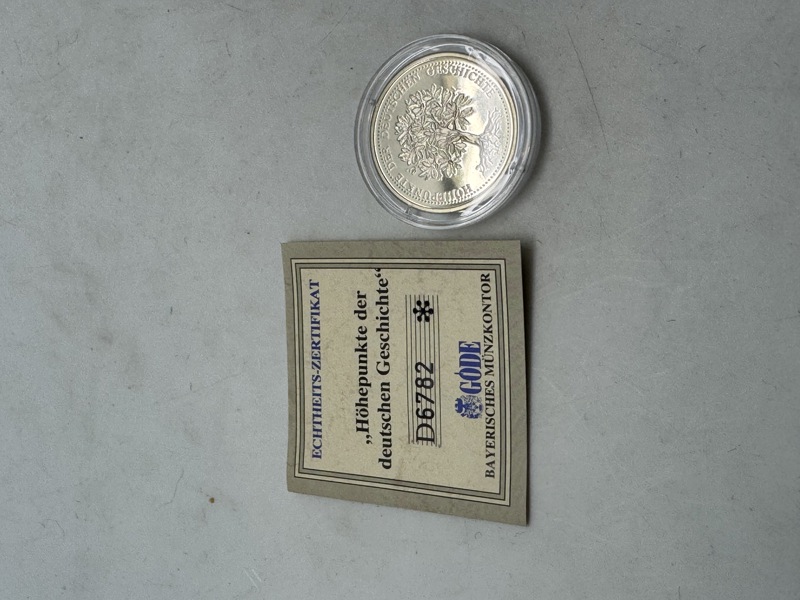 HÖHEPUNKTE DER DEUTSCHEN GESCHICHTE
ECHTHEITS-ZERTIFIKAT
„Höhepunkte der
deutschen Geschichte“
D6782 *
GÖDE
BAYERISCHES MÜNZKONTOR